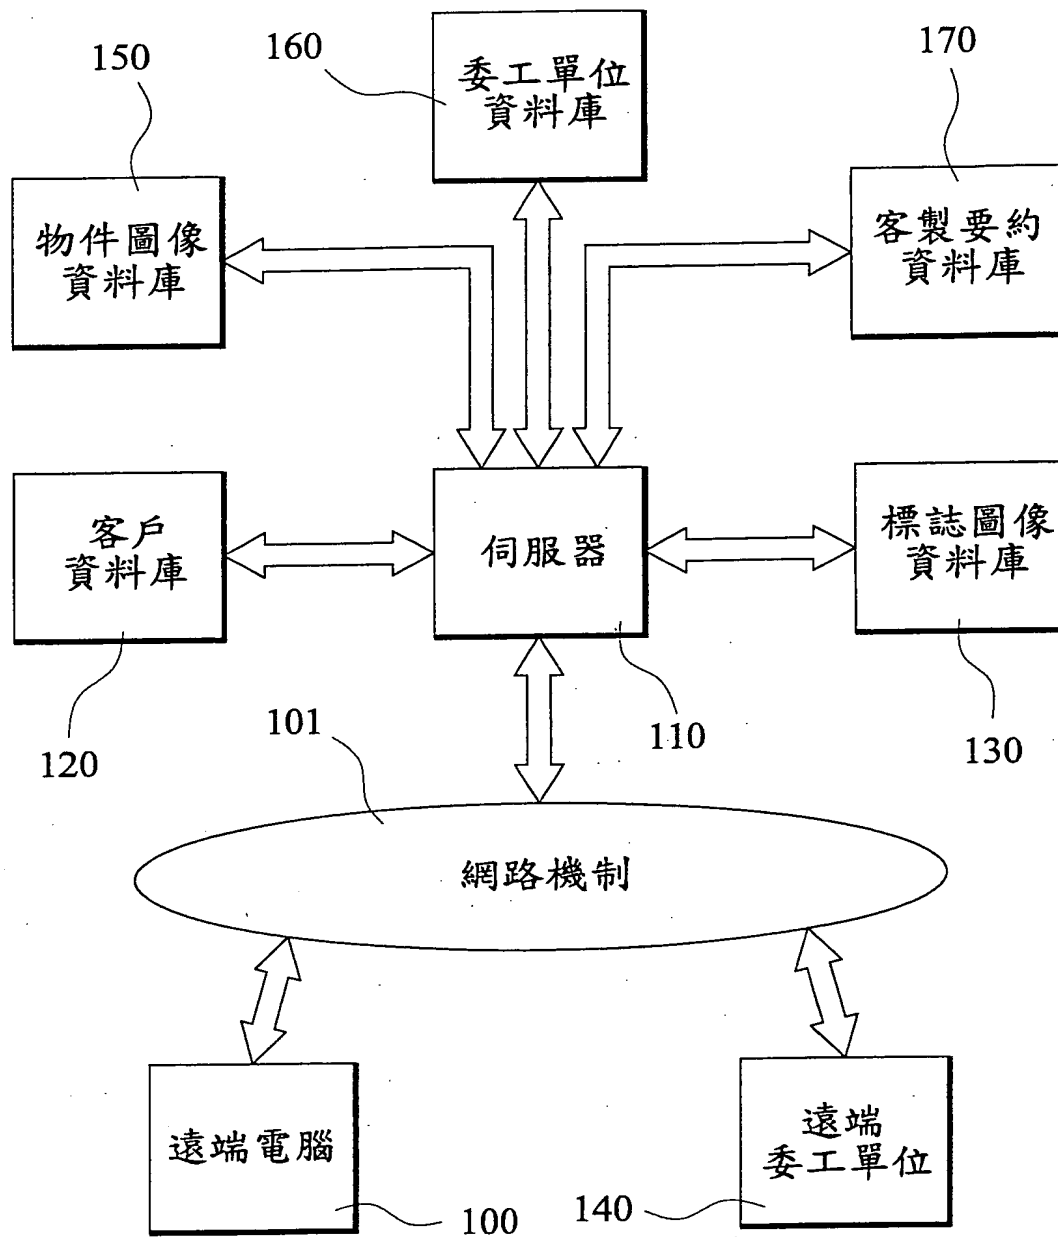 160
委工單位
資料庫
150
170
物件圖像
資料庫
客製要約
資料庫
客戶
資料庫
伺服器
標誌圖像
資料庫
120
101
110
130
網路機制
遠端電腦
100
遠端
委工單位
140